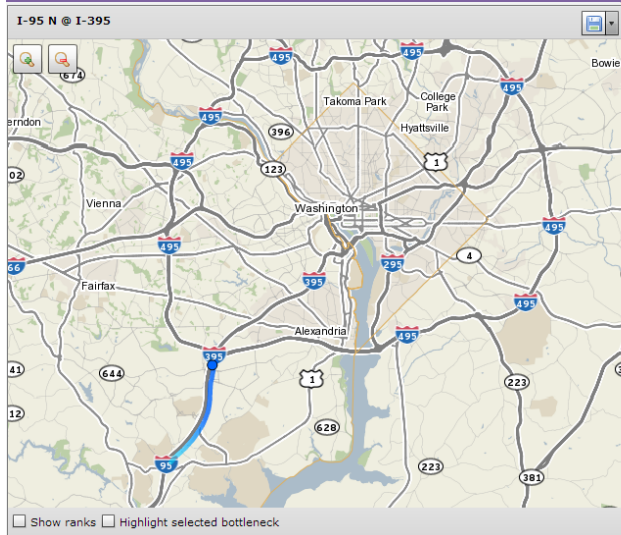 I-95 N @ I-395
495
495
674
Bowie
College
Park
Takoma Park
495
erndon
495
396
Hyattsville
1
495
123
02
Vienna
Washington
495
495
4
66
295
395
Fairfax
495
Alexandria
495
395
41
644
1
223
12
628
95
223
381
Show ranks
Highlight selected bottleneck